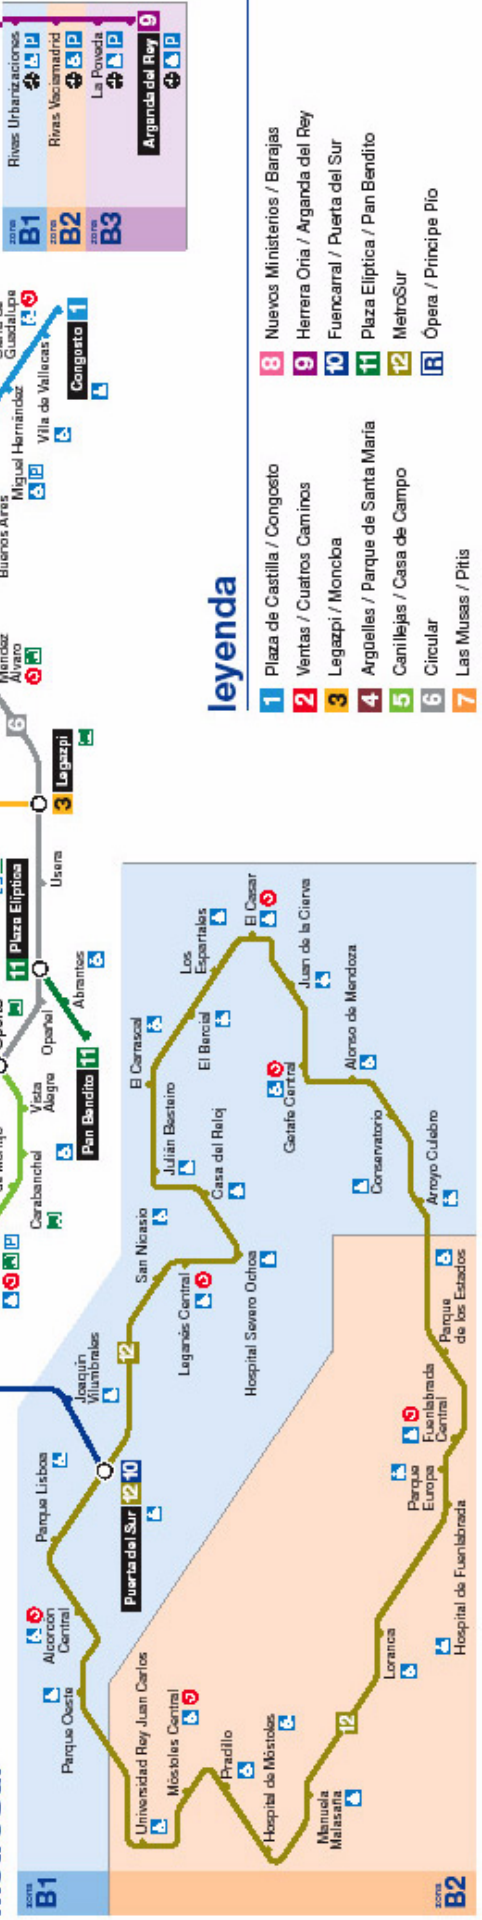 Rivas Urbanizaciones
P
Rivas Vaciamadrid
P
La Poveda
P
Arganda del Rey 9
P
zona
B1
zona
B2
zona
B3
Guadalupe
Miguel Hernández
P
Villa de Vallecas
Congosto 1
Buenos Aires
Méndez
Álvaro
6
3 Legazpi
11 Plaza Elíptica
Usera
Opañel
Abrantes
Pan Bendito 11
Vista
Alegre
Carabanchel
P
Joaquín
Vilumbrales
Parque Lisboa
Puerta del Sur 12 10
Alcorcón
Central
Parque Oeste
Universidad Rey Juan Carlos
Móstoles Central
Pradillo
Hospital de Móstoles
Manuela
Malasaña
12
Loranca
Hospital de Fuenlabrada
Parque
Europa
Fuenlabrada
Central
Parque
de los Estados
Arroyo Culebro
Conservatorio
Alonso de Mendoza
Getafe Central
Juan de la Cierva
El Casar
Los
Espartales
El Bercial
El Carrascal
Julián Besteiro
Casa del Reloj
Hospital Severo Ochoa
Leganés Central
San Nicasio
12
zona
B1
zona
B2
leyenda
1 Plaza de Castilla / Congosto
2 Ventas / Cuatros Caminos
3 Legazpi / Moncloa
4 Argüelles / Parque de Santa María
5 Canillejas / Casa de Campo
6 Circular
7 Las Musas / Pitis
8 Nuevos Ministerios / Barajas
9 Herrera Oria / Arganda del Rey
10 Fuencarral / Puerta del Sur
11 Plaza Elíptica / Pan Bendito
12 MetroSur
R Ópera / Príncipe Pío